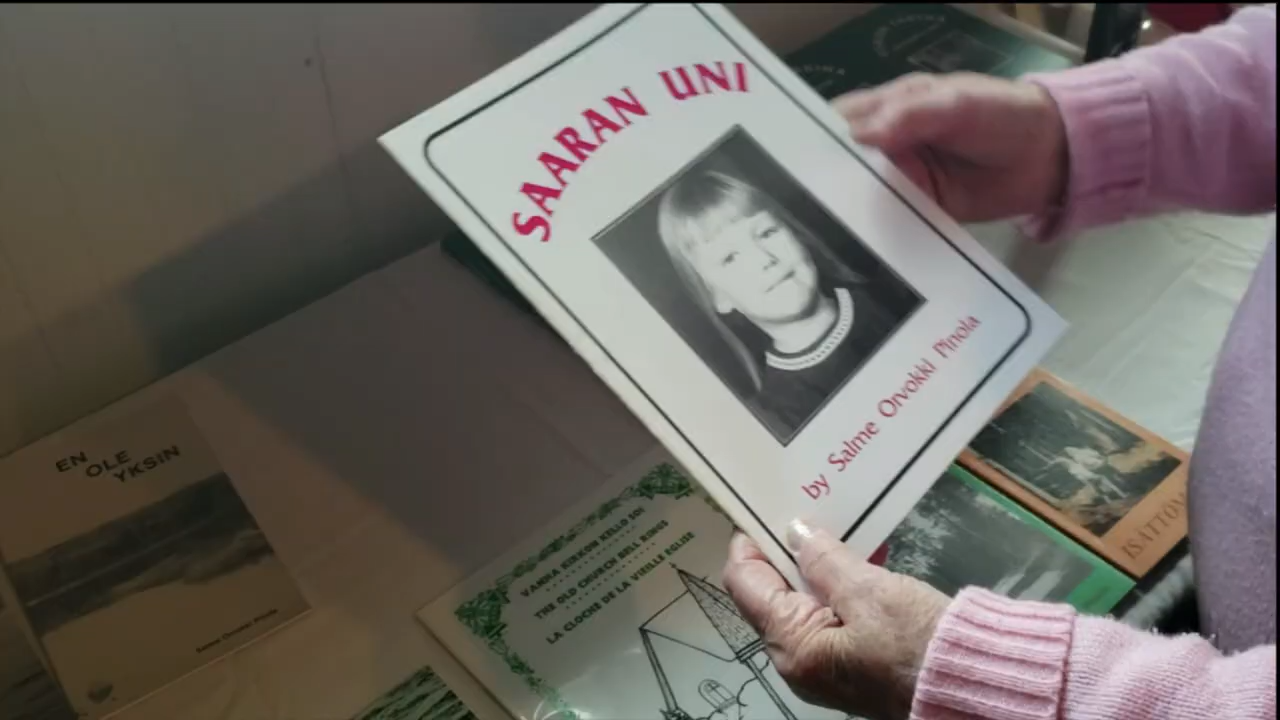 SAARAN UNI
by Salme Orvokki Pinola
EN
OLE
YKSIN
VANHA KIRKON KELLO SOI
THE OLD CHURCH BELL RINGS
LA CLOCHE DE LA VIEILLE EGLISE